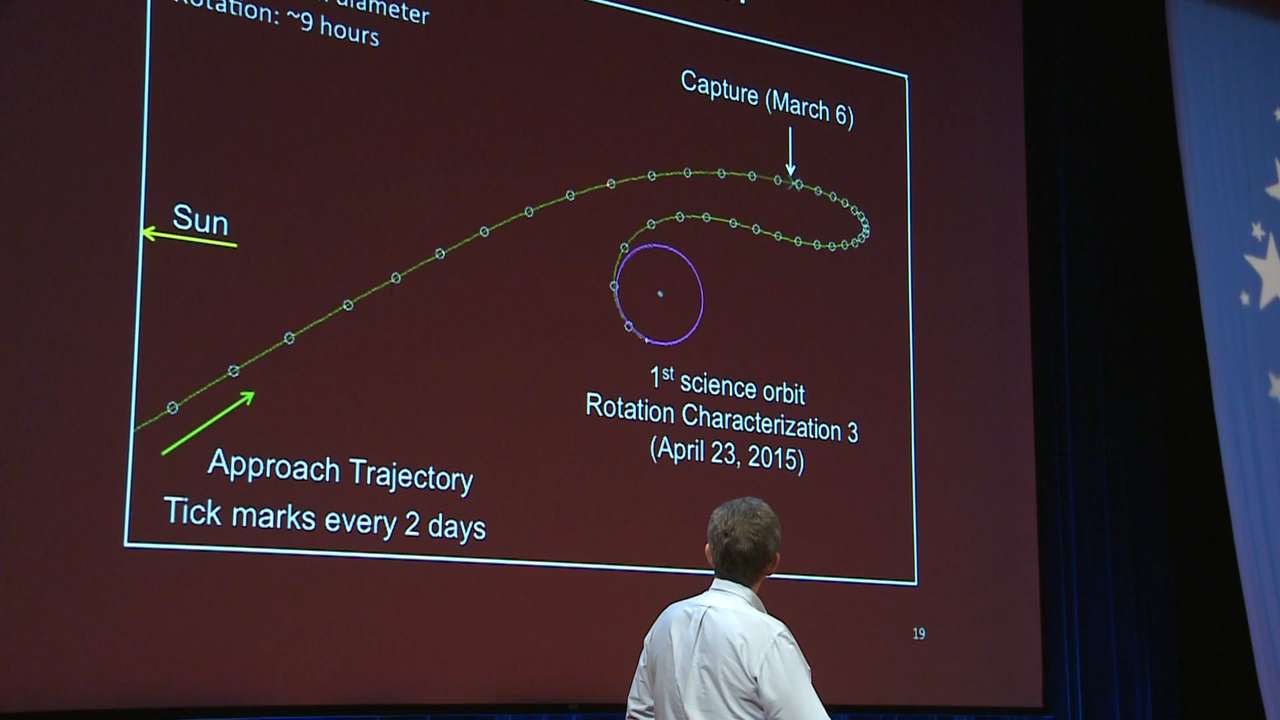 diameter
Rotation: ~9 hours
Capture (March 6)
Sun
1st science orbit
Rotation Characterization 3
(April 23, 2015)
Approach Trajectory
Tick marks every 2 days
19